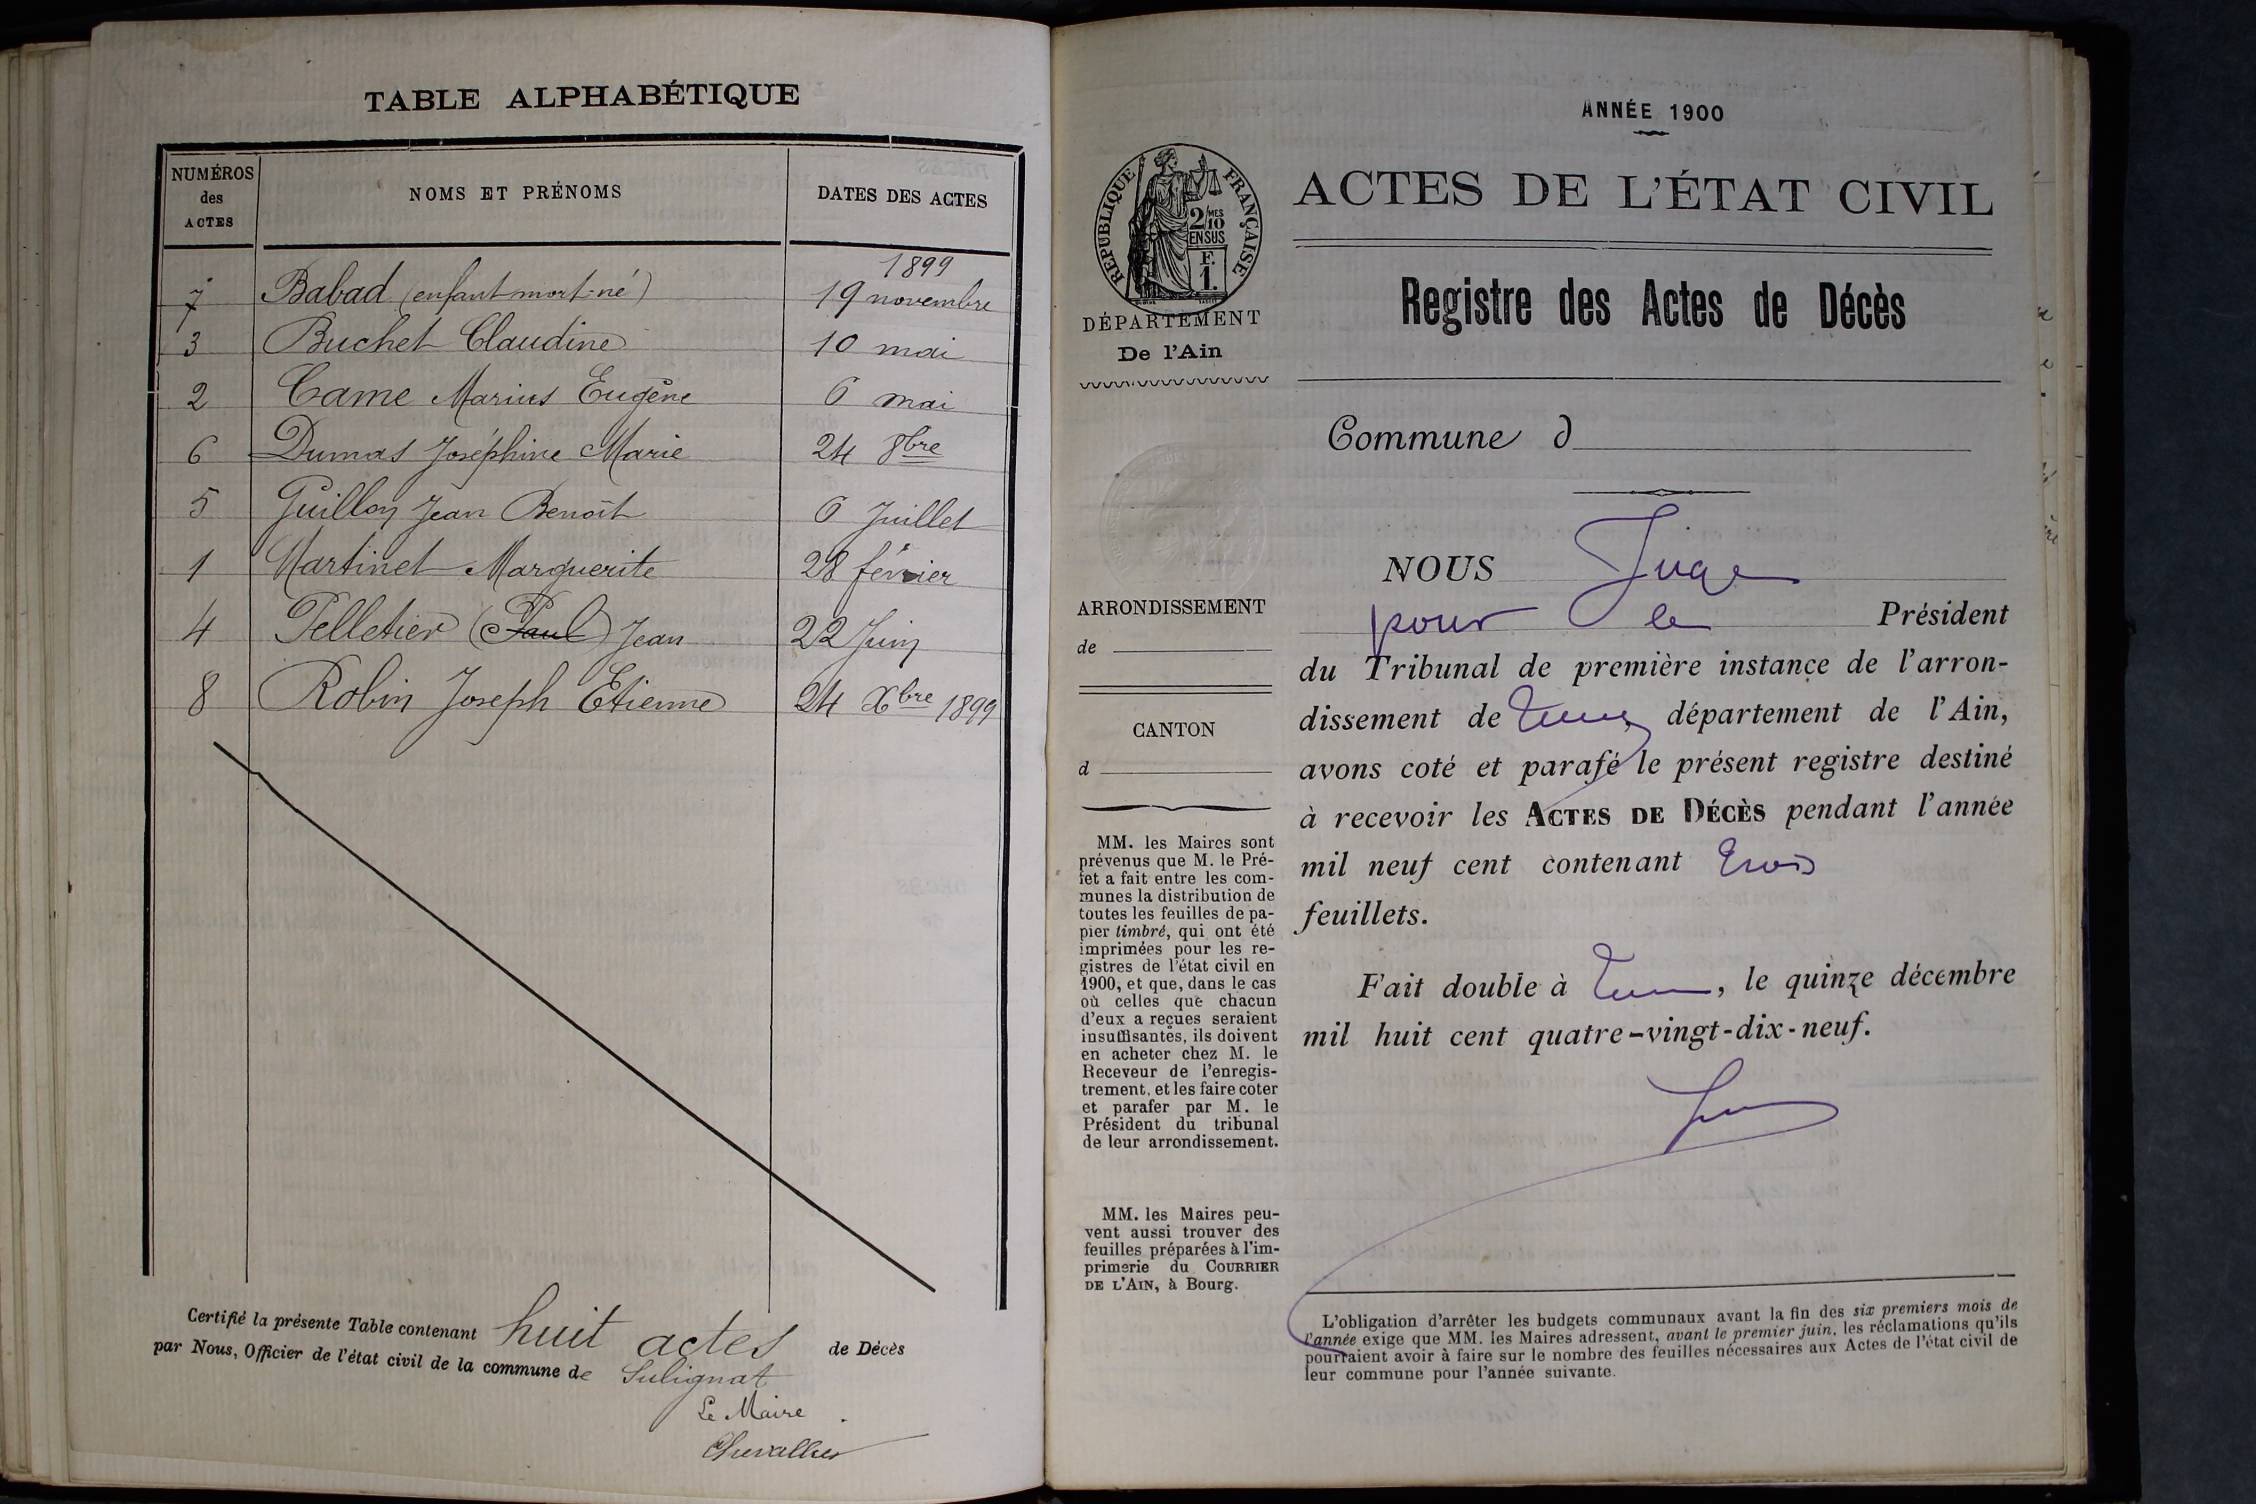 TABLE ALPHABÉTIQUE
NUMÉROS des ACTES
NOMS ET PRÉNOMS
DATES DES ACTES
1899
7 Babad (enfant mort-né) 19 novembre
3 Buchet Claudine 10 mai
2 Came Marius Eugène 6 mai
6 Dumas Joséphine Marie 24 8bre
5 Guillon Jean Benoît 6 Juillet
1 Martinet Marguerite 28 février
4 Pelletier (Paul) Jean 22 Juin
8 Robin Joseph Etienne 24 Xbre 1899
Certifié la présente Table contenant huit actes de Décès
par Nous, Officier de l'état civil de la commune de Sulignat
Le Maire
Chevallier
ANNÉE 1900
ACTES DE L'ÉTAT CIVIL
RÉPUBLIQUE FRANÇAISE
2/10 MES
EN SUS
F.
1.
DÉPARTEMENT
De l'Ain
Registre des Actes de Décès
Commune d
ARRONDISSEMENT
de
CANTON
d
MM. les Maires sont
prévenus que M. le Pré-
fet a fait entre les com-
munes la distribution de
toutes les feuilles de pa-
pier timbré, qui ont été
imprimées pour les re-
gistres de l'état civil en
1900, et que, dans le cas
où celles que chacun
d'eux a reçues seraient
insuffisantes, ils doivent
en acheter chez M. le
Receveur de l'enregis-
trement, et les faire coter
et parafer par M. le
Président du tribunal
de leur arrondissement.
MM. les Maires peu-
vent aussi trouver des
feuilles préparées à l'im-
primerie du COURRIER
DE L'AIN, à Bourg.
NOUS Juge
pour le Président
du Tribunal de première instance de l'arron-
dissement de département de l'Ain,
avons coté et parafé le présent registre destiné
à recevoir les ACTES DE DÉCÈS pendant l'année
mil neuf cent contenant trois
feuillets.
Fait double à , le quinze décembre
mil huit cent quatre-vingt-dix-neuf.
L'obligation d'arrêter les budgets communaux avant la fin des six premiers mois de
l'année exige que MM. les Maires adressent, avant le premier juin, les réclamations qu'ils
pourraient avoir à faire sur le nombre des feuilles nécessaires aux Actes de l'état civil de
leur commune pour l'année suivante.